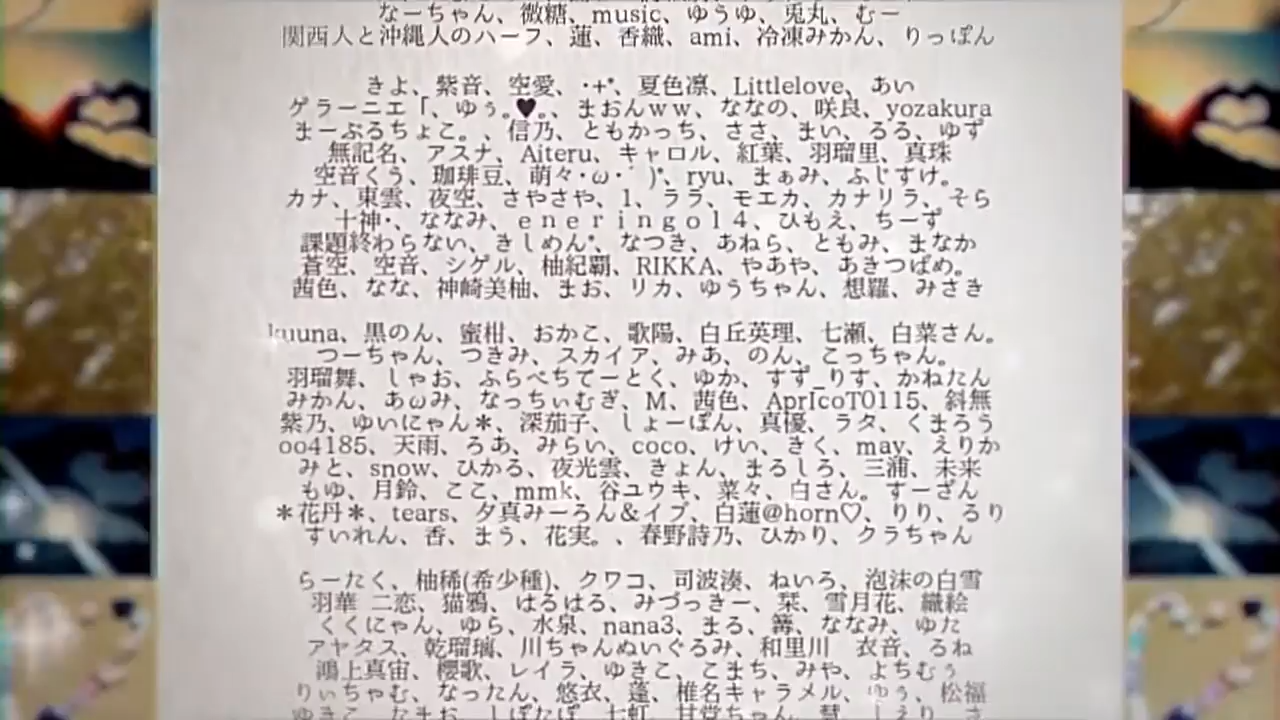 なーちゃん、微糖、music、ゆうゆ、兎丸、むー
関西人と沖縄人のハーフ、蓮、香織、ami、冷凍みかん、りっぽん
きよ、紫音、空愛、･+*、夏色凛、Littlelove、あい
ゲラーニエ「、ゆぅ｡♥｡、まおんｗｗ、ななの、咲良、yozakura
まーぶるちょこ。、信乃、ともかっち、ささ、まい、るる、ゆず
無記名、アスナ、Aiteru、キャロル、紅葉、羽瑠里、真珠
空音くう、珈琲豆、萌々･ω･｀)*、ryu、まぁみ、ふじすけ。
カナ、東雲、夜空、さやさや、1、ララ、モエカ、カナリラ、そら
十神･、ななみ、ｅｎｅｒｉｎｇｏ１４、ひもえ、ちーず
課題終わらない、きしめん*、なつき、あねら、ともみ、まなか
蒼空、空音、シゲル、柚紀覇、RIKKA、やあや、あきつばめ。
茜色、なな、神崎美柚、まお、リカ、ゆうちゃん、想羅、みさき
kuuna、黒のん、蜜柑、おかこ、歌陽、白丘英理、七瀬、白菜さん。
つーちゃん、つきみ、スカイア、みあ、のん、こっちゃん。
羽瑠舞、しゃお、ふらぺちてーとく、ゆか、すず_りす、かねたん
みかん、あωみ、なっちぃむぎ、M、茜色、AprIcoT0115、斜無
紫乃、ゆいにゃん＊、深茄子、しょーぽん、真優、ラタ、くまろう
oo4185、天雨、ろあ、みらい、coco、けい、きく、may、えりか
みと、snow、ひかる、夜光雲、きょん、まるしろ、三浦、未来
もゆ、月鈴、ここ、mmk、谷ユウキ、菜々、白さん。すーざん
＊花丹＊、tears、夕真みーろん＆イブ、白蓮@horn♡、りり、るり
すいれん、香、まう、花実。、春野詩乃、ひかり、クラちゃん
らーたく、柚稀(希少種)、クワコ、司波湊、ねいろ、泡沫の白雪
羽華 二恋、猫鴉、はるはる、みづっきー、栞、雪月花、織絵
くくにゃん、ゆら、水泉、nana3、まる、篝、ななみ、ゆた
アヤタス、乾瑠璃、川ちゃんぬいぐるみ、和里川　衣音、るね
鴻上真宙、櫻歌、レイラ、ゆきこ、こまち、みや、よちむぅ
りぃちゃむ、なったん、悠衣、蓬、椎名キャラメル、ゆぅ、松福
ゆきこ、なまお、しぽなぽ、七虹、甘党ちゃん、彗、しえり